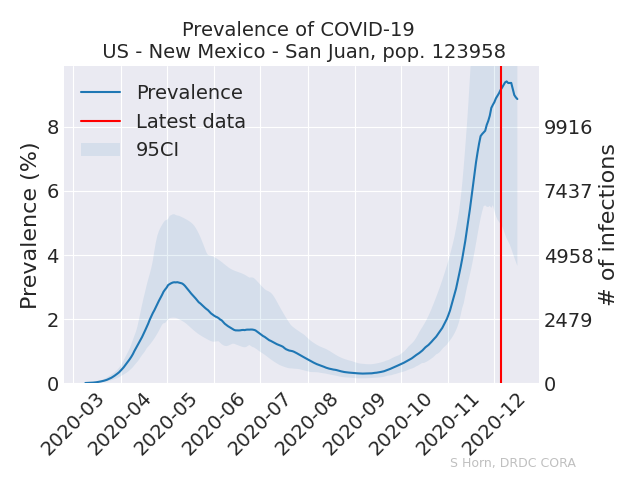 Prevalence of COVID-19
US - New Mexico - San Juan, pop. 123958
Prevalence
Latest data
95CI
Prevalence (%)
8
6
4
2
0
9916
7437
4958
2479
0
# of infections
2020-03
2020-04
2020-05
2020-06
2020-07
2020-08
2020-09
2020-10
2020-11
2020-12
S Horn, DRDC CORA